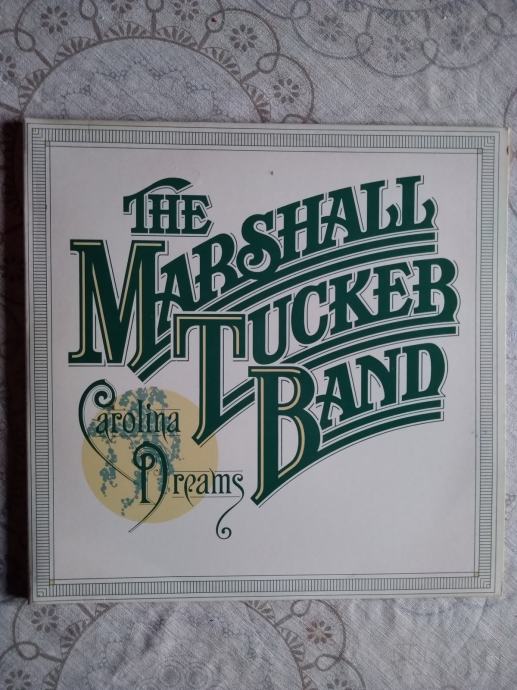 THE
MARSHALL
TUCKER
BAND
Carolina
Dreams